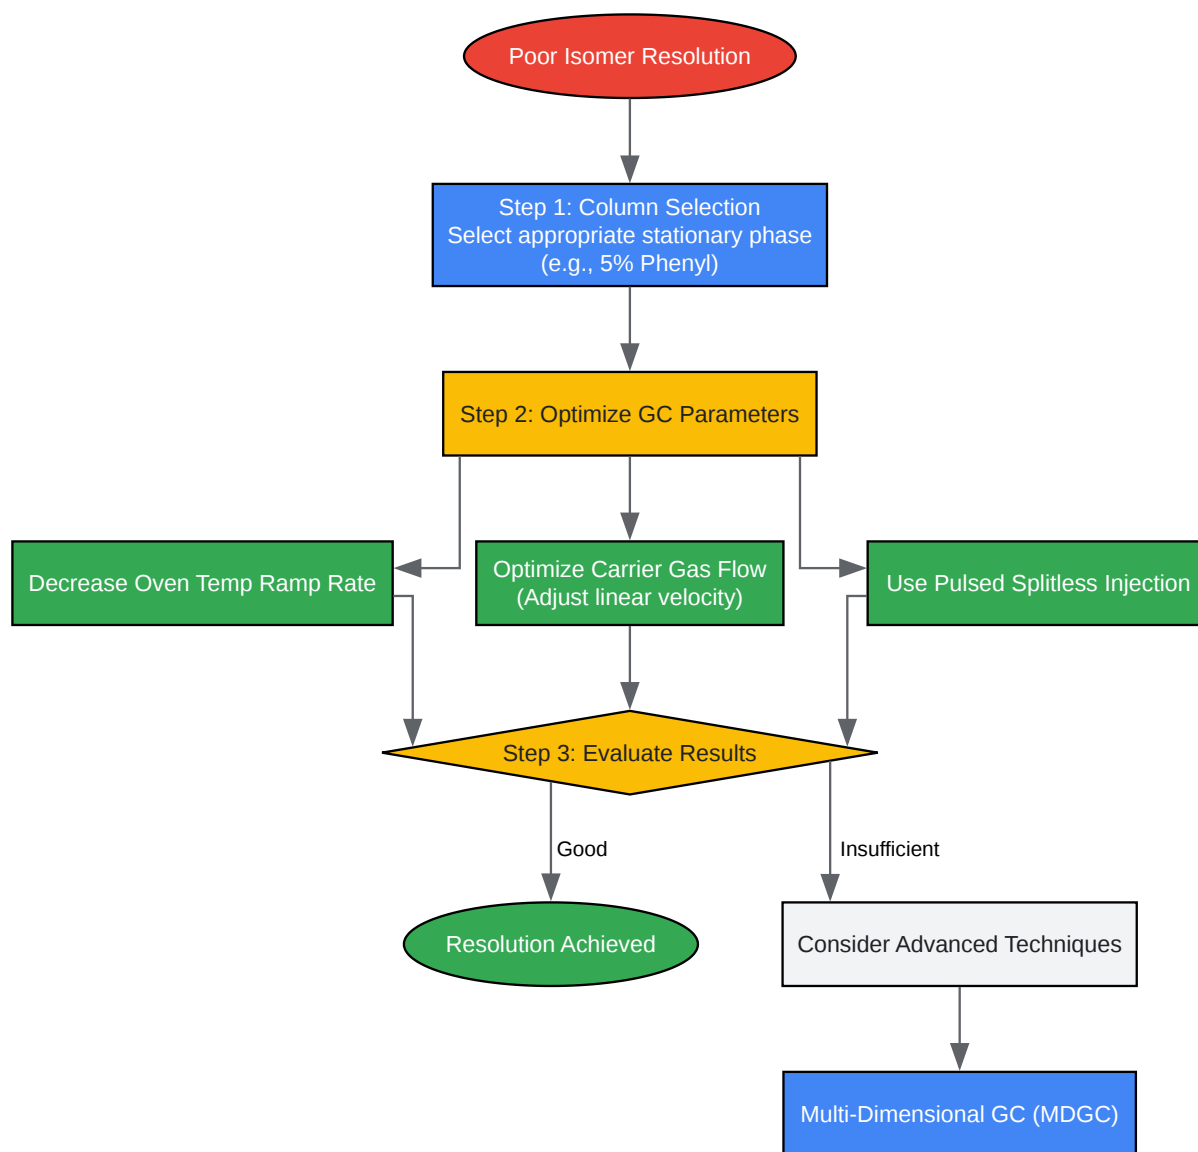 Poor Isomer Resolution
Step 1: Column Selection
Select appropriate stationary phase
(e.g., 5% Phenyl)
Step 2: Optimize GC Parameters
Decrease Oven Temp Ramp Rate
Optimize Carrier Gas Flow
(Adjust linear velocity)
Use Pulsed Splitless Injection
Step 3: Evaluate Results
Good
Insufficient
Resolution Achieved
Consider Advanced Techniques
Multi-Dimensional GC (MDGC)